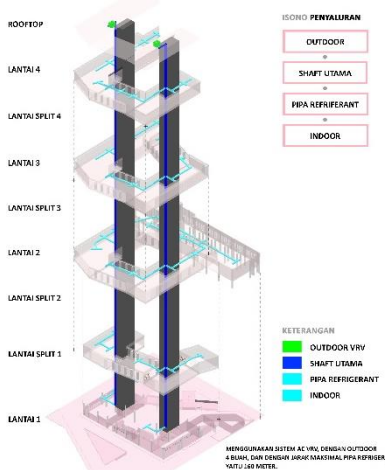 ROOFTOP
LANTAI 4
LANTAI SPLIT 4
LANTAI 3
LANTAI SPLIT 3
LANTAI 2
LANTAI SPLIT 2
LANTAI SPLIT 1
LANTAI 1
ISONO PENYALURAN
OUTDOOR
SHAFT UTAMA
PIPA REFRIFERANT
INDOOR
KETERANGAN
OUTDOOR VRV
SHAFT UTAMA
PIPA REFRIGERANT
INDOOR
MENGGUNAKAN SISTEM AC VRV, DENGAN OUTDOOR
4 BUAH, DAN DENGAN JARAK MAKSIMAL PIPA REFRIGER
YAITU 160 METER.